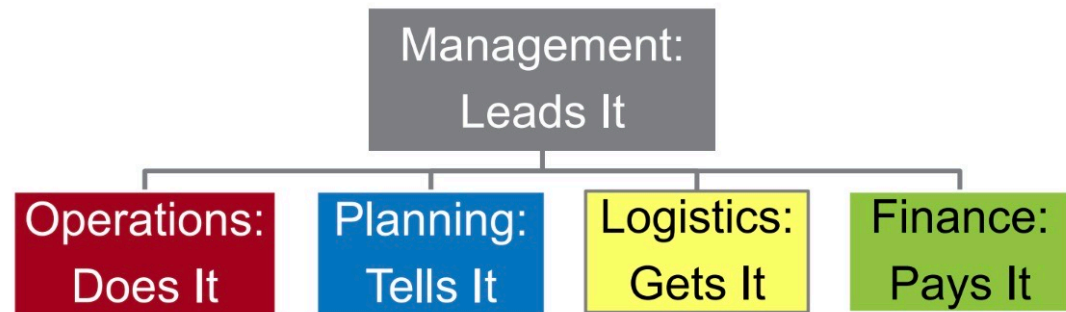 Management:
Leads It
Operations:
Does It
Planning:
Tells It
Logistics:
Gets It
Finance:
Pays It